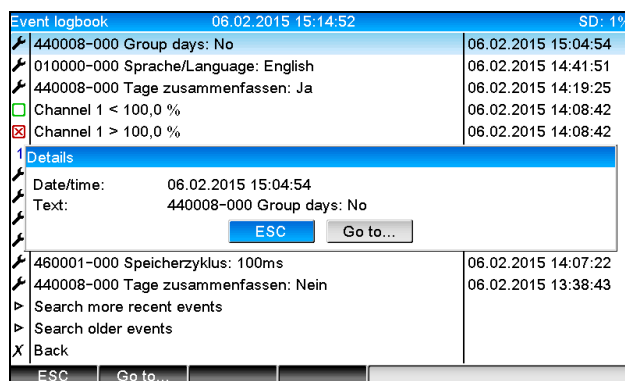 Event logbook 06.02.2015 15:14:52 SD: 1%
440008-000 Group days: No 06.02.2015 15:04:54
010000-000 Sprache/Language: English 06.02.2015 14:41:51
440008-000 Tage zusammenfassen: Ja 06.02.2015 14:19:25
Channel 1 < 100,0 % 06.02.2015 14:08:42
Channel 1 > 100,0 % 06.02.2015 14:08:42
1
Details
Date/time: 06.02.2015 15:04:54
Text: 440008-000 Group days: No
ESC Go to...
460001-000 Speicherzyklus: 100ms 06.02.2015 14:07:22
440008-000 Tage zusammenfassen: Nein 06.02.2015 13:38:43
Search more recent events
Search older events
X Back
ESC Go to...